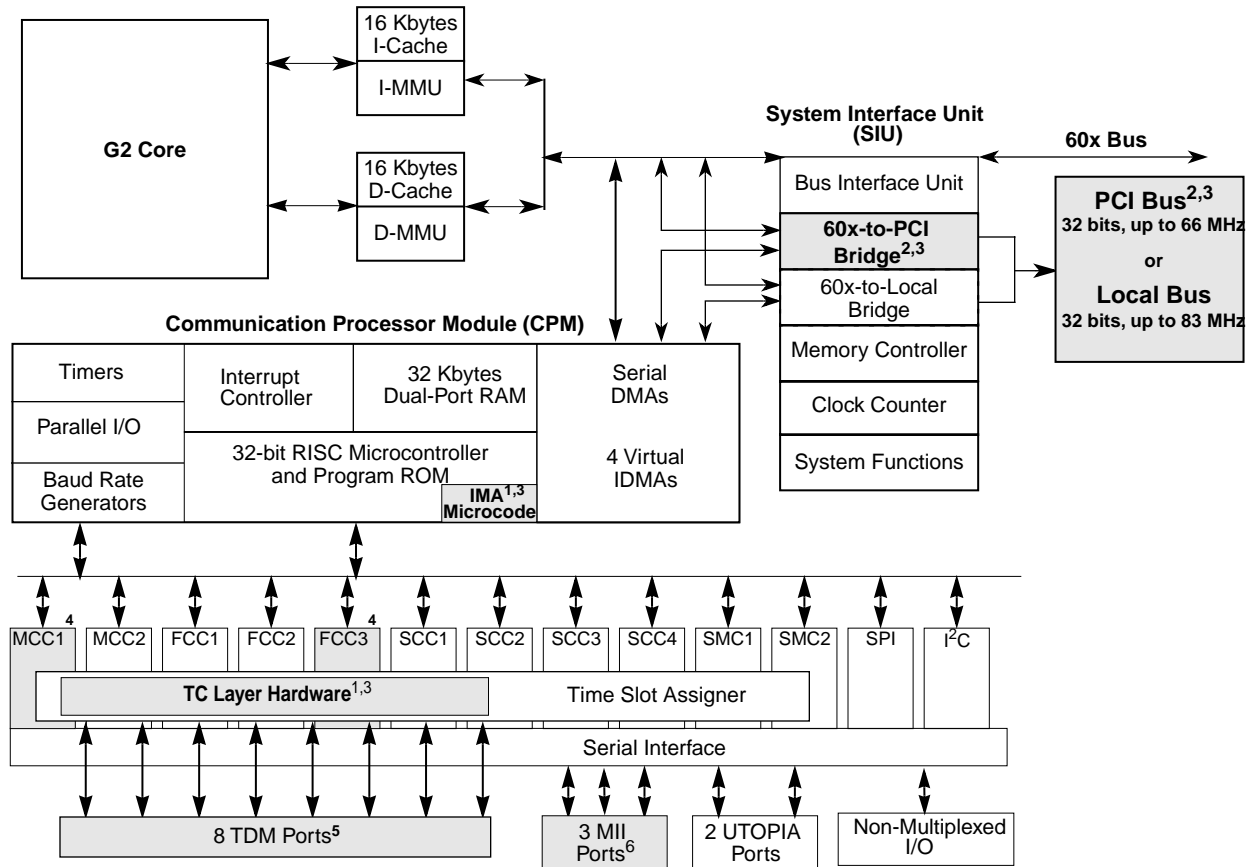 G2 Core
16 Kbytes
I-Cache
I-MMU
16 Kbytes
D-Cache
D-MMU
System Interface Unit
(SIU)
60x Bus
Bus Interface Unit
60x-to-PCI
Bridge2,3
60x-to-Local
Bridge
Memory Controller
Clock Counter
System Functions
PCI Bus2,3
32 bits, up to 66 MHz
or
Local Bus
32 bits, up to 83 MHz
Communication Processor Module (CPM)
Timers
Parallel I/O
Baud Rate
Generators
Interrupt
Controller
32 Kbytes
Dual-Port RAM
32-bit RISC Microcontroller
and Program ROM
IMA1,3
Microcode
Serial
DMAs
4 Virtual
IDMAs
4
4
MCC1
MCC2
FCC1
FCC2
FCC3
SCC1
SCC2
SCC3
SCC4
SMC1
SMC2
SPI
I2C
TC Layer Hardware1,3
Time Slot Assigner
Serial Interface
8 TDM Ports5
3 MII
Ports6
2 UTOPIA
Ports
Non-Multiplexed
I/O